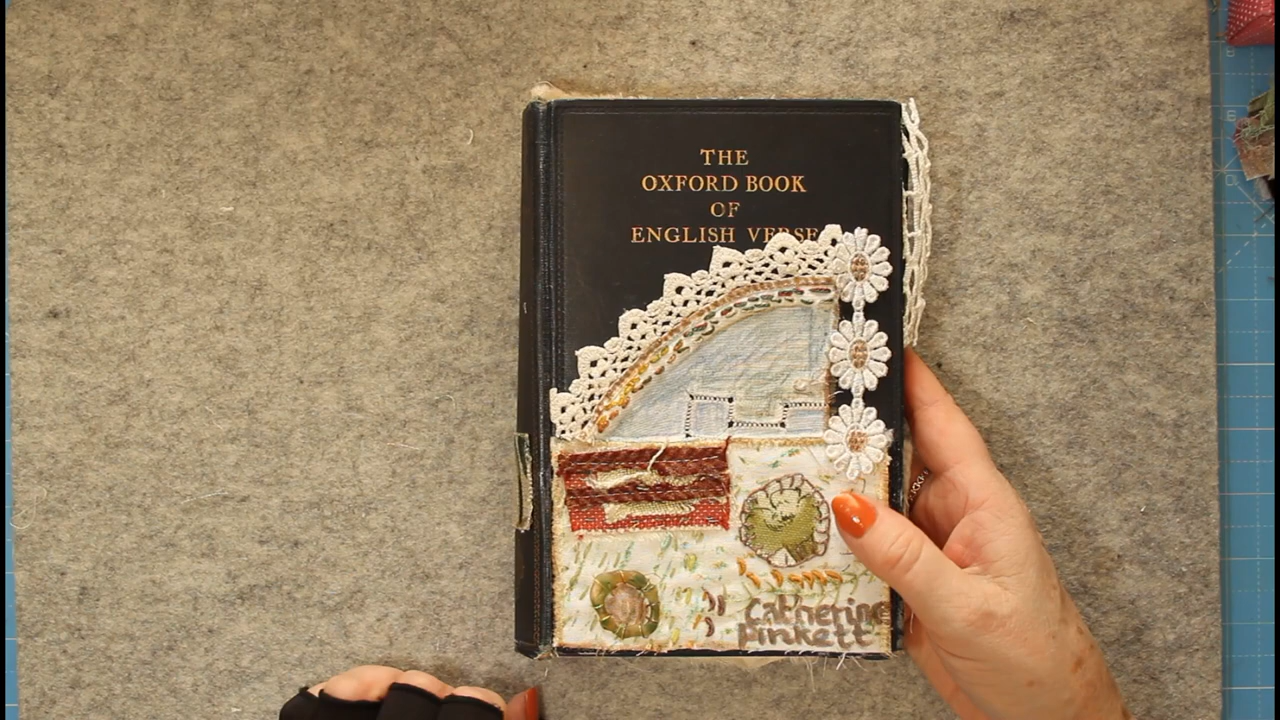 THE
OXFORD BOOK
OF
ENGLISH VERSE
Catherine
Pinkett